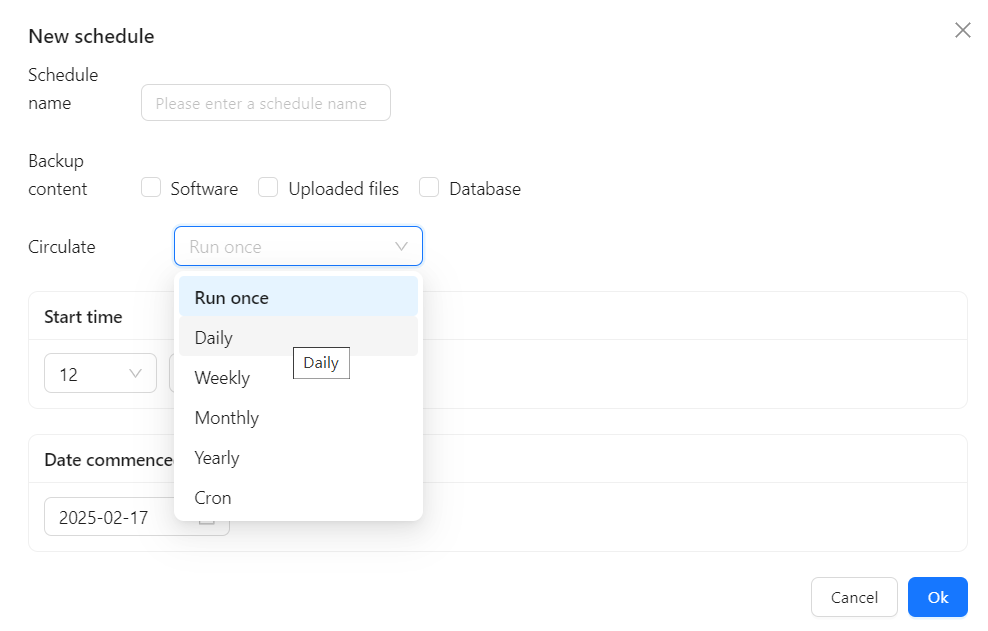 New schedule
Schedule
name
Please enter a schedule name
Backup
content
Software
Uploaded files
Database
Circulate
Run once
Run once
Start time
Daily
Daily
12
Weekly
Monthly
Date commence
Yearly
Cron
2025-02-17
Cancel
Ok